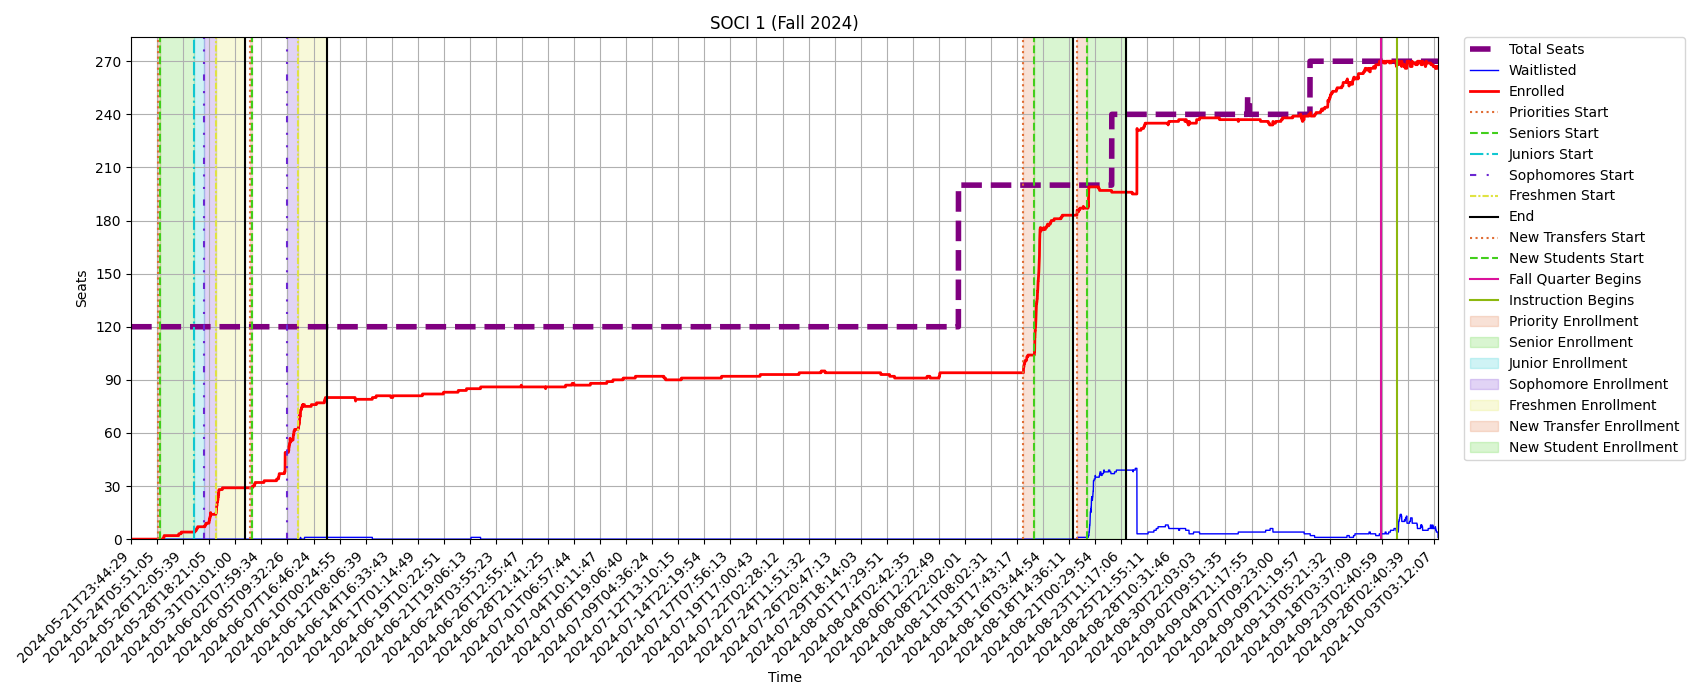 SOCI 1 (Fall 2024)
Seats
270
240
210
180
150
120
90
60
30
0
2024-05-21T23:44:29
2024-05-24T05:51:05
2024-05-26T12:05:39
2024-05-28T18:21:05
2024-05-31T01:01:00
2024-06-02T07:59:34
2024-06-05T09:32:26
2024-06-07T16:46:24
2024-06-10T00:24:55
2024-06-12T08:06:39
2024-06-14T16:33:43
2024-06-17T01:14:49
2024-06-19T10:22:51
2024-06-21T19:06:13
2024-06-24T03:55:23
2024-06-26T12:55:47
2024-06-28T21:41:25
2024-07-01T06:57:44
2024-07-04T10:11:47
2024-07-06T19:06:40
2024-07-09T04:36:24
2024-07-12T13:10:15
2024-07-14T22:19:54
2024-07-17T07:56:13
2024-07-19T17:00:43
2024-07-22T02:28:12
2024-07-24T11:51:32
2024-07-26T20:47:13
2024-07-29T18:14:03
2024-08-01T17:29:51
2024-08-04T02:42:35
2024-08-06T12:22:49
2024-08-08T22:02:01
2024-08-11T08:02:31
2024-08-13T17:43:17
2024-08-16T03:44:54
2024-08-18T14:36:11
2024-08-21T00:29:54
2024-08-23T11:17:06
2024-08-25T21:55:11
2024-08-28T10:31:46
2024-08-30T22:03:03
2024-09-02T09:51:35
2024-09-04T21:17:55
2024-09-07T09:23:00
2024-09-09T21:19:57
2024-09-13T05:21:32
2024-09-18T03:37:09
2024-09-23T02:40:59
2024-09-28T02:40:39
2024-10-03T03:12:07
Time
Total Seats
Waitlisted
Enrolled
Priorities Start
Seniors Start
Juniors Start
Sophomores Start
Freshmen Start
End
New Transfers Start
New Students Start
Fall Quarter Begins
Instruction Begins
Priority Enrollment
Senior Enrollment
Junior Enrollment
Sophomore Enrollment
Freshmen Enrollment
New Transfer Enrollment
New Student Enrollment